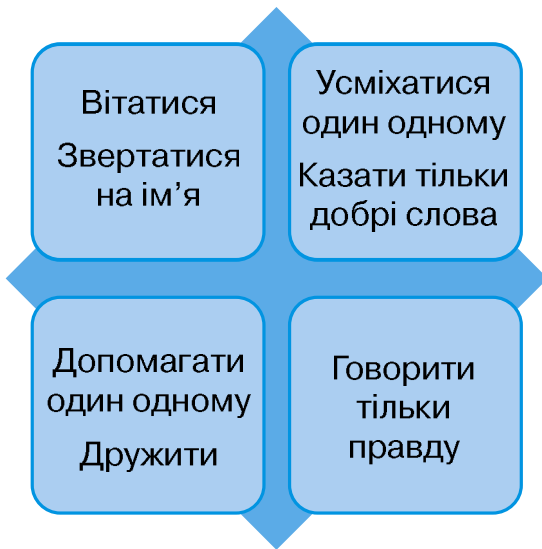 Вітатися
Звертатися
на ім’я
Усміхатися
один одному
Казати тільки
добрі слова
Допомагати
один одному
Дружити
Говорити
тільки
правду